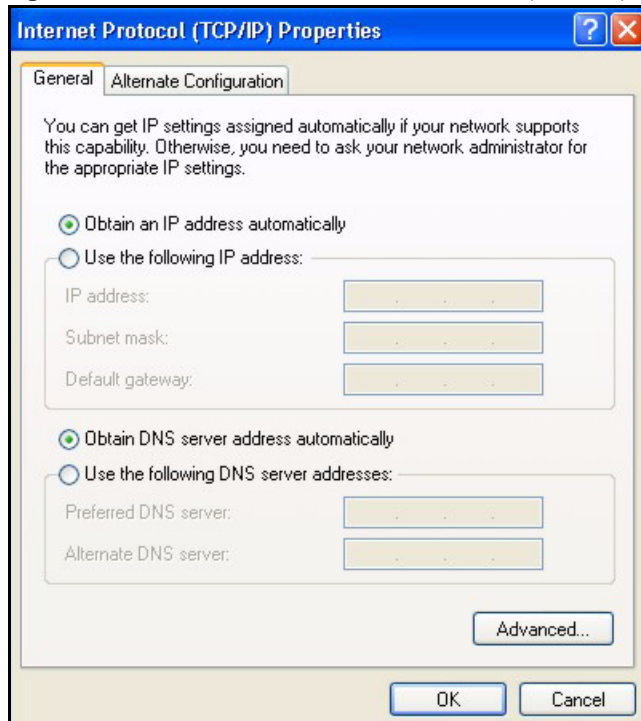 Internet Protocol (TCP/IP) Properties
General
Alternate Configuration
You can get IP settings assigned automatically if your network supports
this capability. Otherwise, you need to ask your network administrator for
the appropriate IP settings.
Obtain an IP address automatically
Use the following IP address:
IP address:
Subnet mask:
Default gateway:
Obtain DNS server address automatically
Use the following DNS server addresses:
Preferred DNS server:
Alternate DNS server:
Advanced...
OK
Cancel